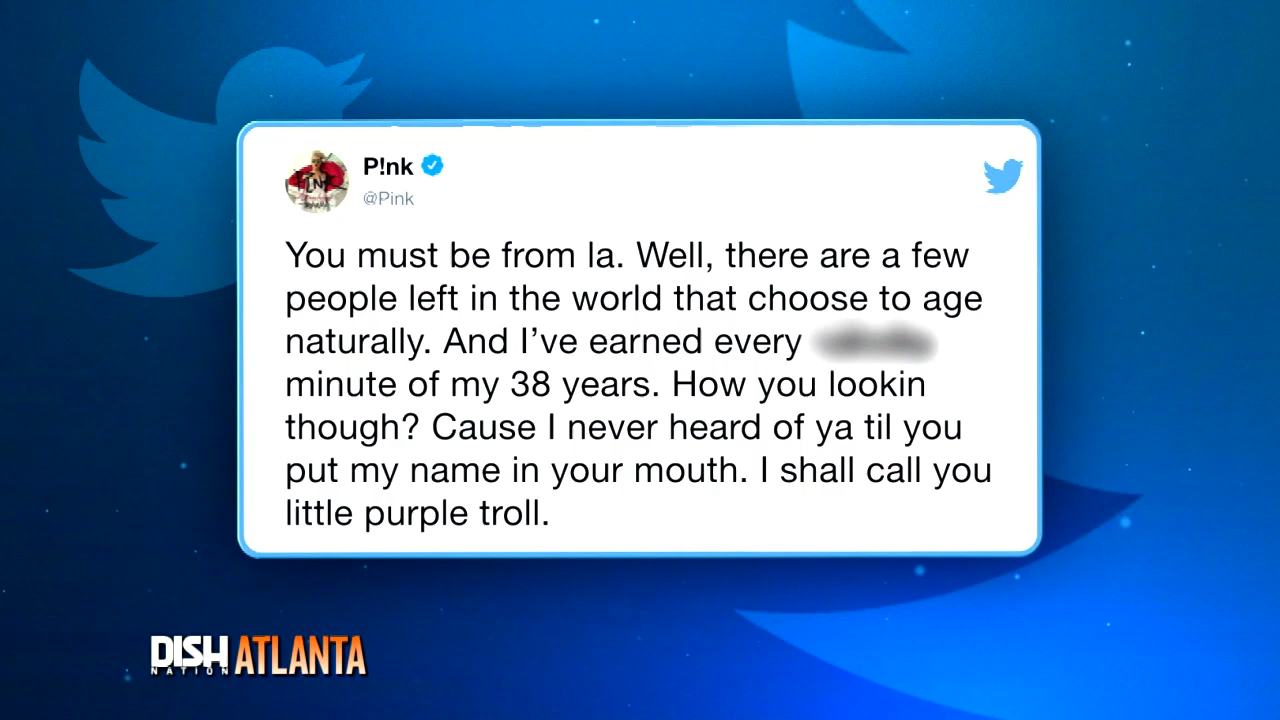 P!nk
@Pink
You must be from la. Well, there are a few
people left in the world that choose to age
naturally. And I’ve earned every
minute of my 38 years. How you lookin
though? Cause I never heard of ya til you
put my name in your mouth. I shall call you
little purple troll.
DISH ATLANTA
NATION